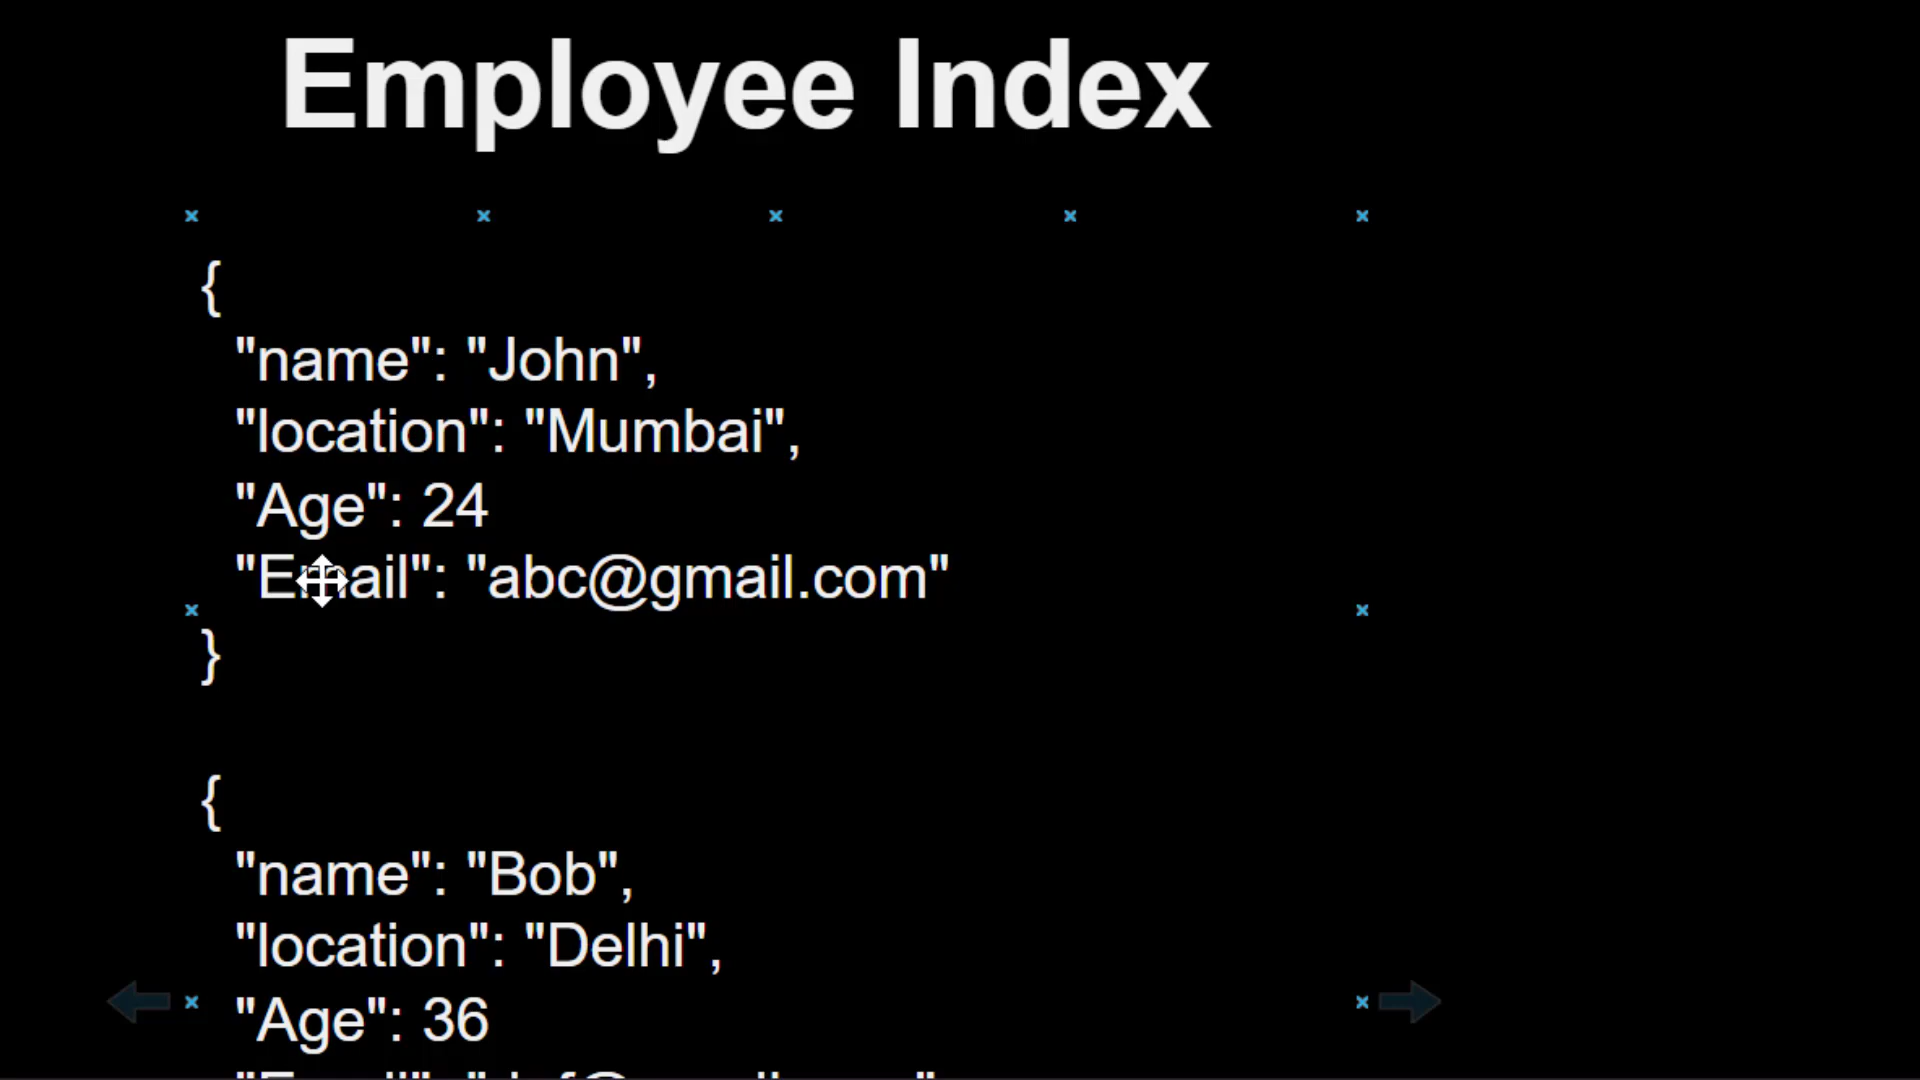 Employee Index
{
"name": "John",
"location": "Mumbai",
"Age": 24
"Email": "abc@gmail.com"
}
{
"name": "Bob",
"location": "Delhi",
"Age": 36